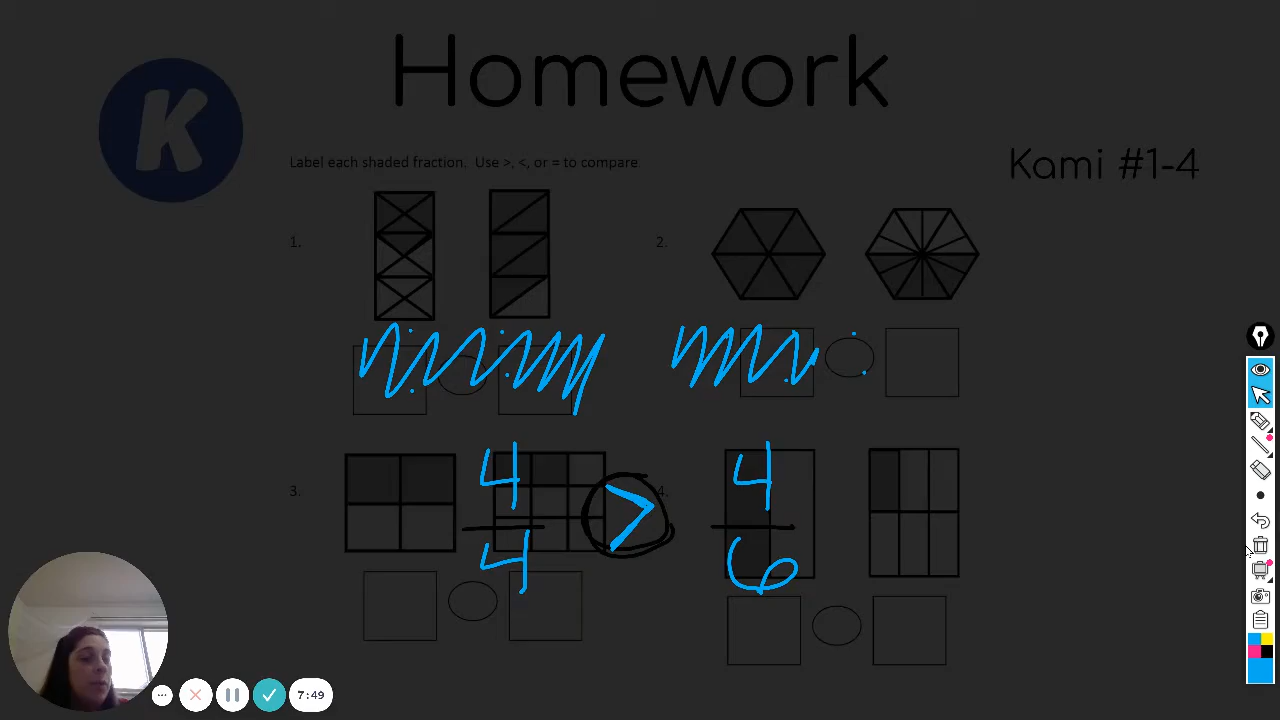 Homework
K
Label each shaded fraction. Use >, <, or = to compare.
Kami #1-4
1.
2.
3.
4.
4/4 > 4/6
7:49